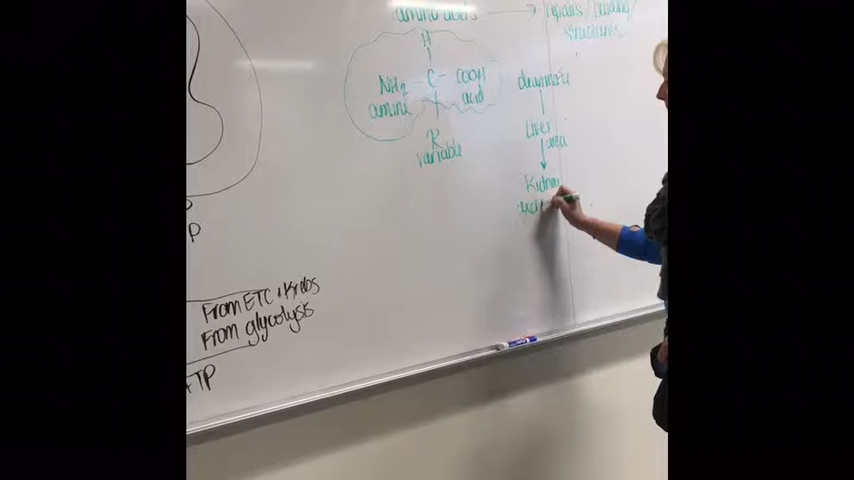 amino acids → repairs / building
structures
H
NH2 - C - COOH
amine acid
R
variable
deaminate
liver
urea
Kidney
P
P
From ETC + Krebs
From glycolysis
ATP